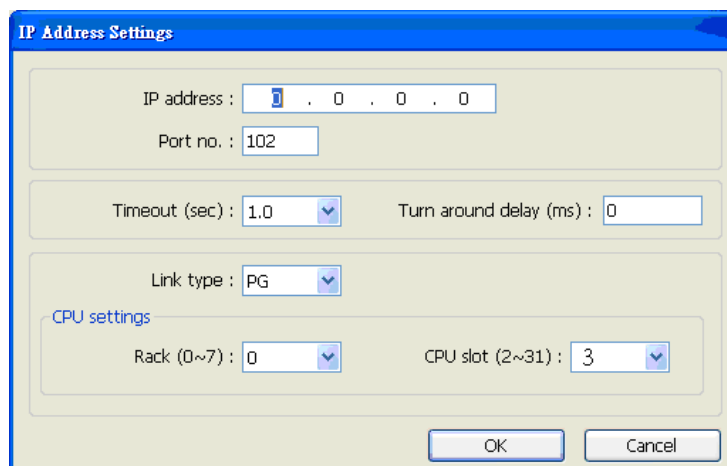 IP Address Settings
IP address : 0 . 0 . 0 . 0
Port no. : 102
Timeout (sec) : 1.0 Turn around delay (ms) : 0
Link type : PG
CPU settings
Rack (0~7) : 0 CPU slot (2~31) : 3
OK Cancel